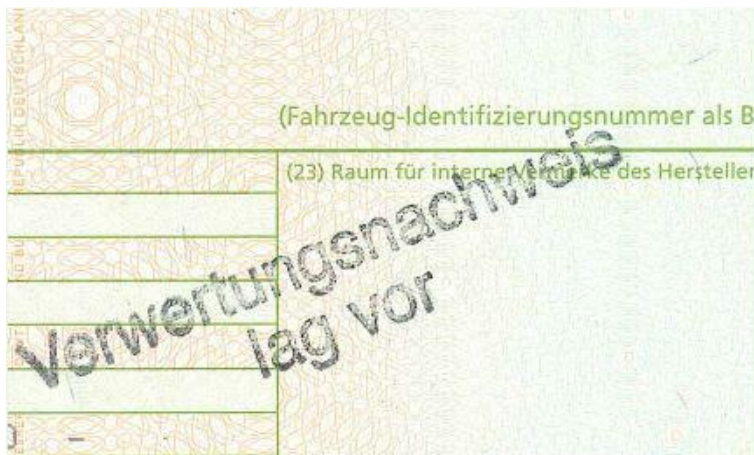 (Fahrzeug-Identifizierungsnummer als B
(23) Raum für interne Vermerke des Hersteller
Verwertungsnachweis
lag vor